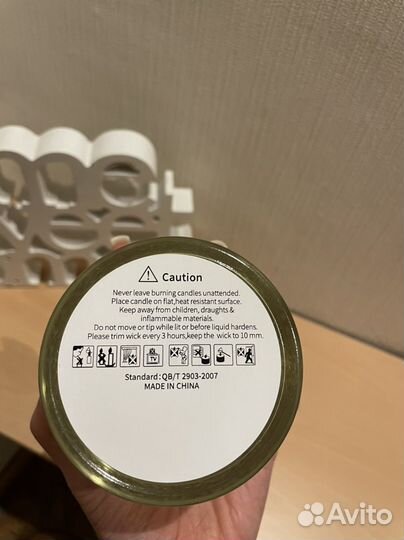 Caution
Never leave burning candles unattended.
Place candle on flat,heat resistant surface.
Keep away from children, draughts &
inflammable materials.
Do not move or tip while lit or before liquid hardens.
Please trim wick every 3 hours,keep the wick to 10 mm.
TV
Standard:QB/T 2903-2007
MADE IN CHINA
Avito